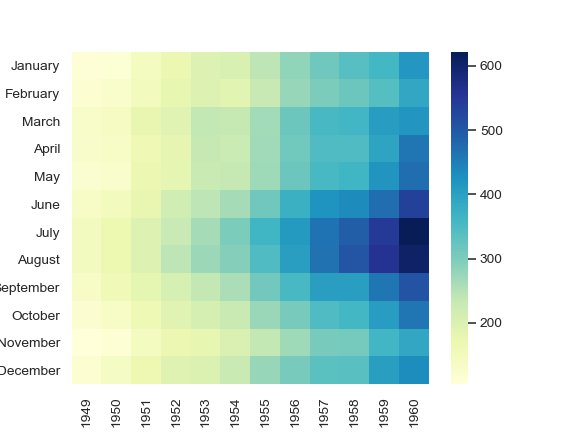 January
February
March
April
May
June
July
August
eptember
October
November
December
1949
1950
1951
1952
1953
1954
1955
1956
1957
1958
1959
1960
600
500
400
300
200